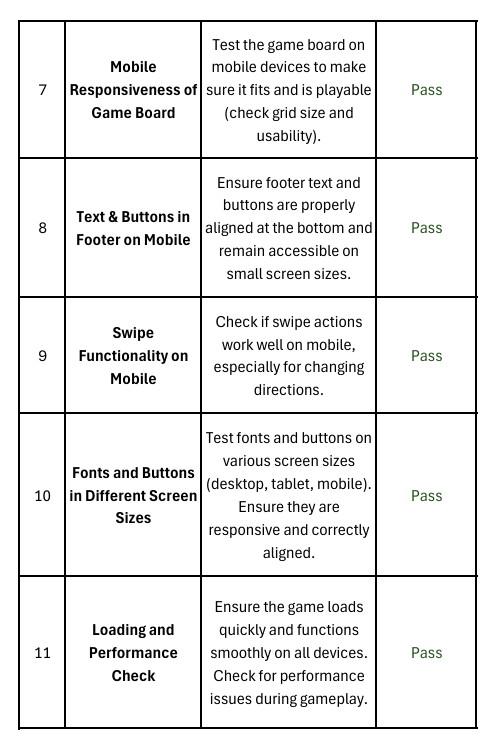 7
Mobile
Responsiveness of
Game Board
Test the game board on
mobile devices to make
sure it fits and is playable
(check grid size and
usability).
Pass
8
Text & Buttons in
Footer on Mobile
Ensure footer text and
buttons are properly
aligned at the bottom and
remain accessible on
small screen sizes.
Pass
9
Swipe
Functionality on
Mobile
Check if swipe actions
work well on mobile,
especially for changing
directions.
Pass
10
Fonts and Buttons
in Different Screen
Sizes
Test fonts and buttons on
various screen sizes
(desktop, tablet, mobile).
Ensure they are
responsive and correctly
aligned.
Pass
11
Loading and
Performance
Check
Ensure the game loads
quickly and functions
smoothly on all devices.
Check for performance
issues during gameplay.
Pass